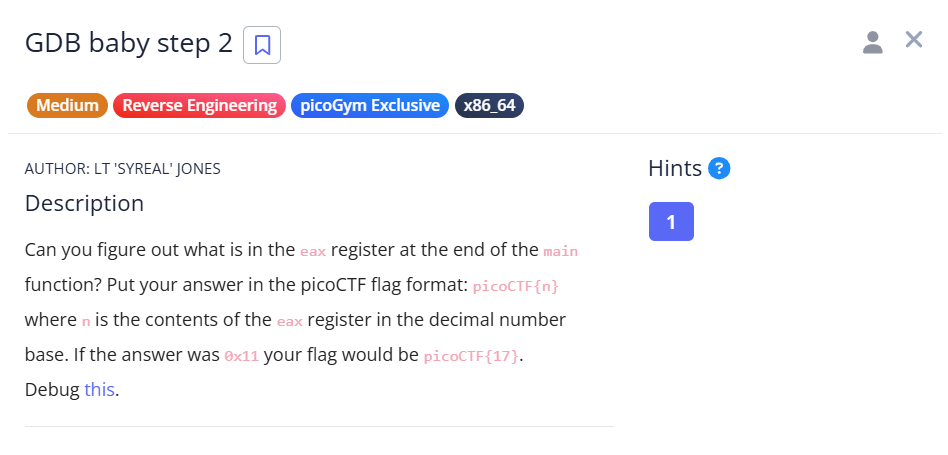 GDB baby step 2
Medium Reverse Engineering picoGym Exclusive x86_64
AUTHOR: LT 'SYREAL' JONES
Description
Can you figure out what is in the eax register at the end of the main
function? Put your answer in the picoCTF flag format: picoCTF{n}
where n is the contents of the eax register in the decimal number
base. If the answer was 0x11 your flag would be picoCTF{17}.
Debug this.
Hints ?
1